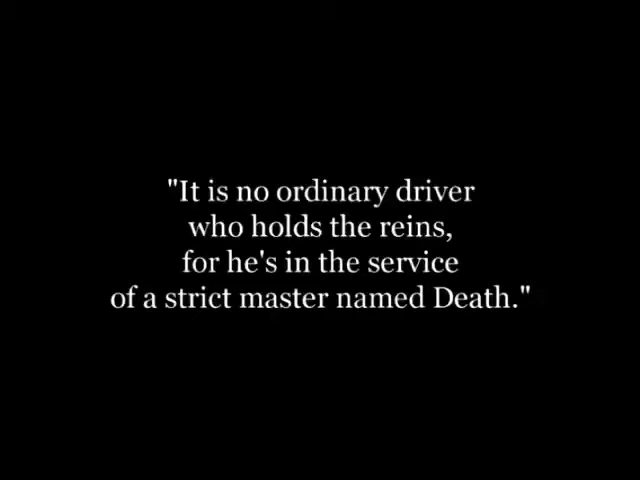 "It is no ordinary driver
who holds the reins,
for he's in the service
of a strict master named Death."